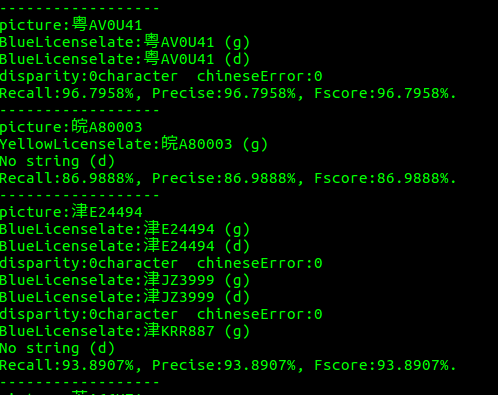 ------------------
picture:粤AV0U41
BlueLicenselate:粤AV0U41 (g)
BlueLicenselate:粤AV0U41 (d)
disparity:0character  chineseError:0
Recall:96.7958%, Precise:96.7958%, Fscore:96.7958%.
------------------
picture:皖A80003
YellowLicenselate:皖A80003 (g)
No string (d)
Recall:86.9888%, Precise:86.9888%, Fscore:86.9888%.
------------------
picture:津E24494
BlueLicenselate:津E24494 (g)
BlueLicenselate:津E24494 (d)
disparity:0character  chineseError:0
BlueLicenselate:津JZ3999 (g)
BlueLicenselate:津JZ3999 (d)
disparity:0character  chineseError:0
BlueLicenselate:津KRR887 (g)
No string (d)
Recall:93.8907%, Precise:93.8907%, Fscore:93.8907%.
------------------